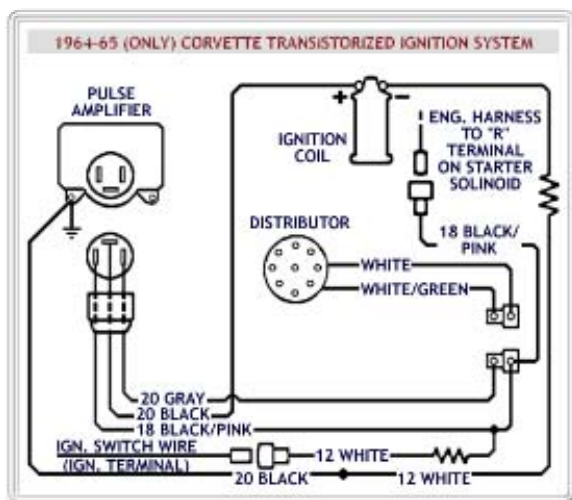 1964-65 (ONLY) CORVETTE TRANSISTORIZED IGNITION SYSTEM
PULSE
AMPLIFIER
+
-
IGNITION
COIL
ENG. HARNESS
TO "R"
TERMINAL
ON STARTER
SOLINOID
DISTRIBUTOR
18 BLACK/
PINK
WHITE
WHITE/GREEN
20 GRAY
20 BLACK
18 BLACK/PINK
IGN. SWITCH WIRE
(IGN. TERMINAL)
12 WHITE
20 BLACK
12 WHITE